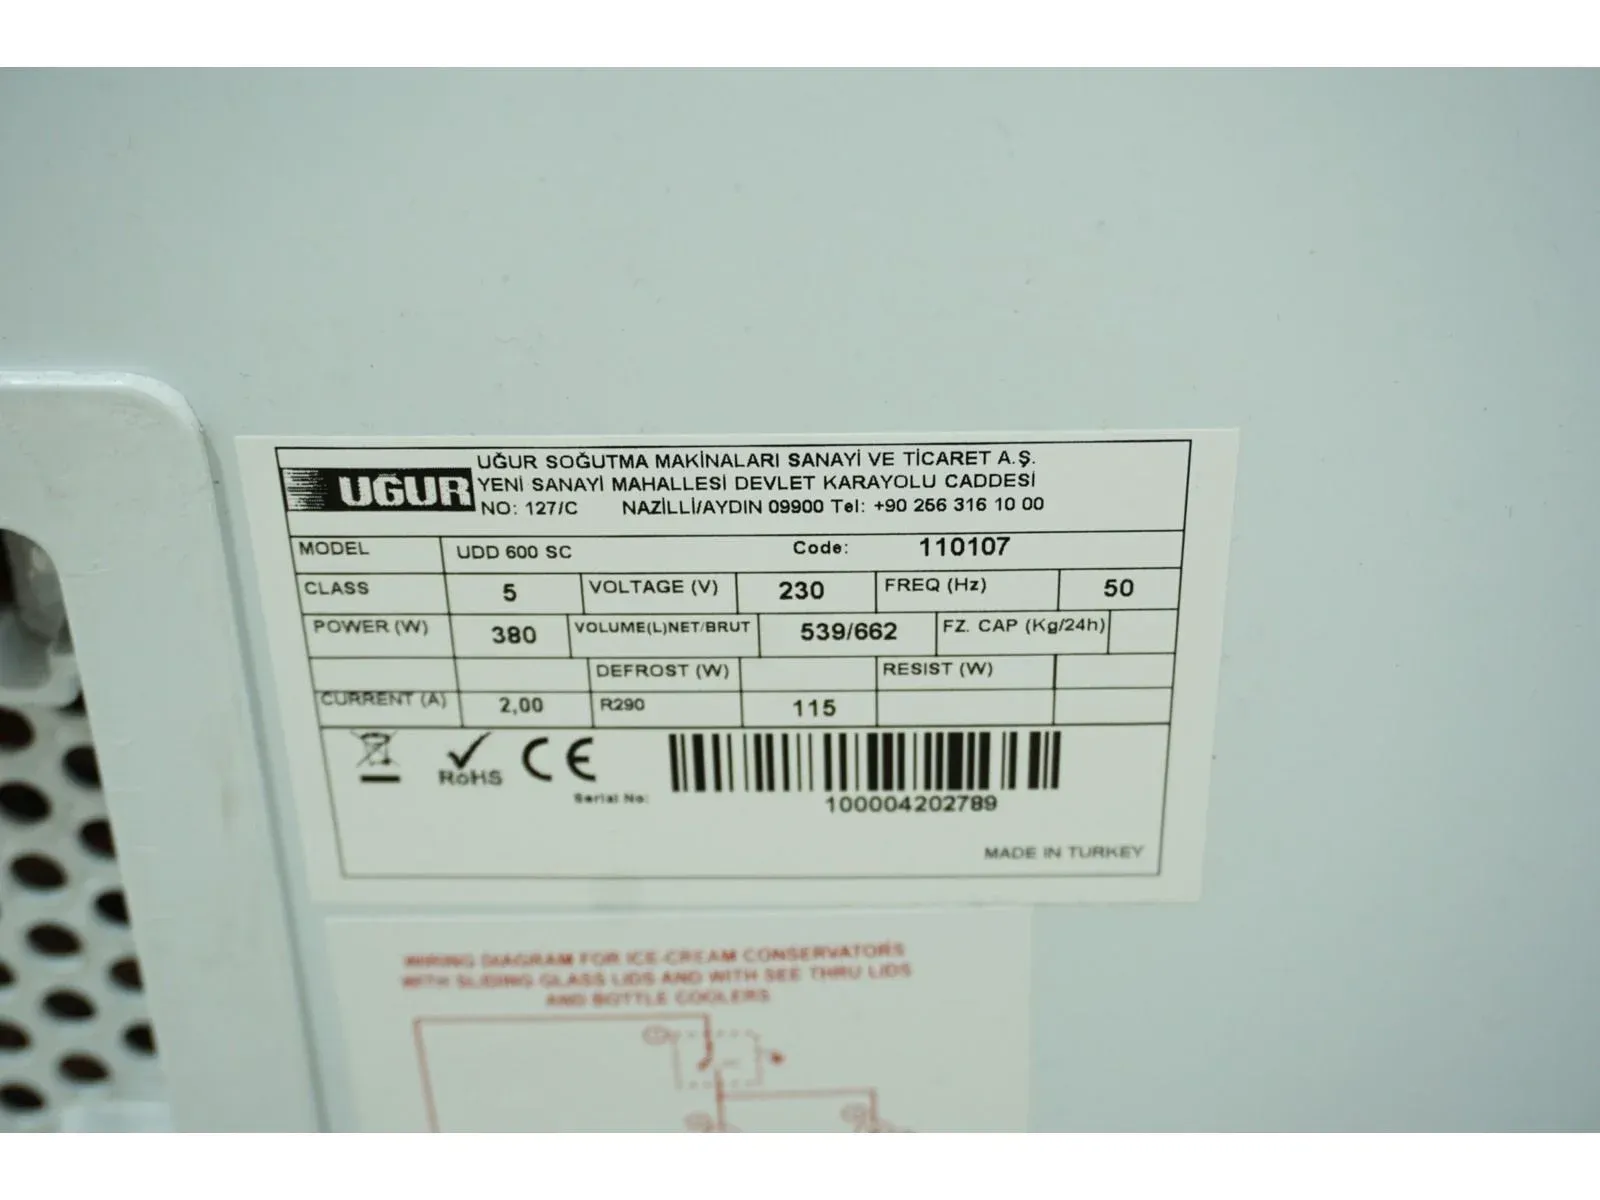 UĞUR
UĞUR SOĞUTMA MAKİNALARI SANAYİ VE TİCARET A.Ş.
YENİ SANAYİ MAHALLESİ DEVLET KARAYOLU CADDESİ
NO: 127/C NAZİLLİ/AYDIN 09900 Tel: +90 256 316 10 00
MODEL UDD 600 SC Code: 110107
CLASS 5 VOLTAGE (V) 230 FREQ (Hz) 50
POWER (W) 380 VOLUME(L)NET/BRUT 539/662 FZ. CAP (Kg/24h)
DEFROST (W) RESIST (W)
CURRENT (A) 2,00 R290 115
RoHS CE
Serial No: 100004202789
MADE IN TURKEY
WIRING DIAGRAM FOR ICE-CREAM CONSERVATORS
WITH SLIDING GLASS LIDS AND WITH SEE THRU LIDS
AND BOTTLE COOLERS